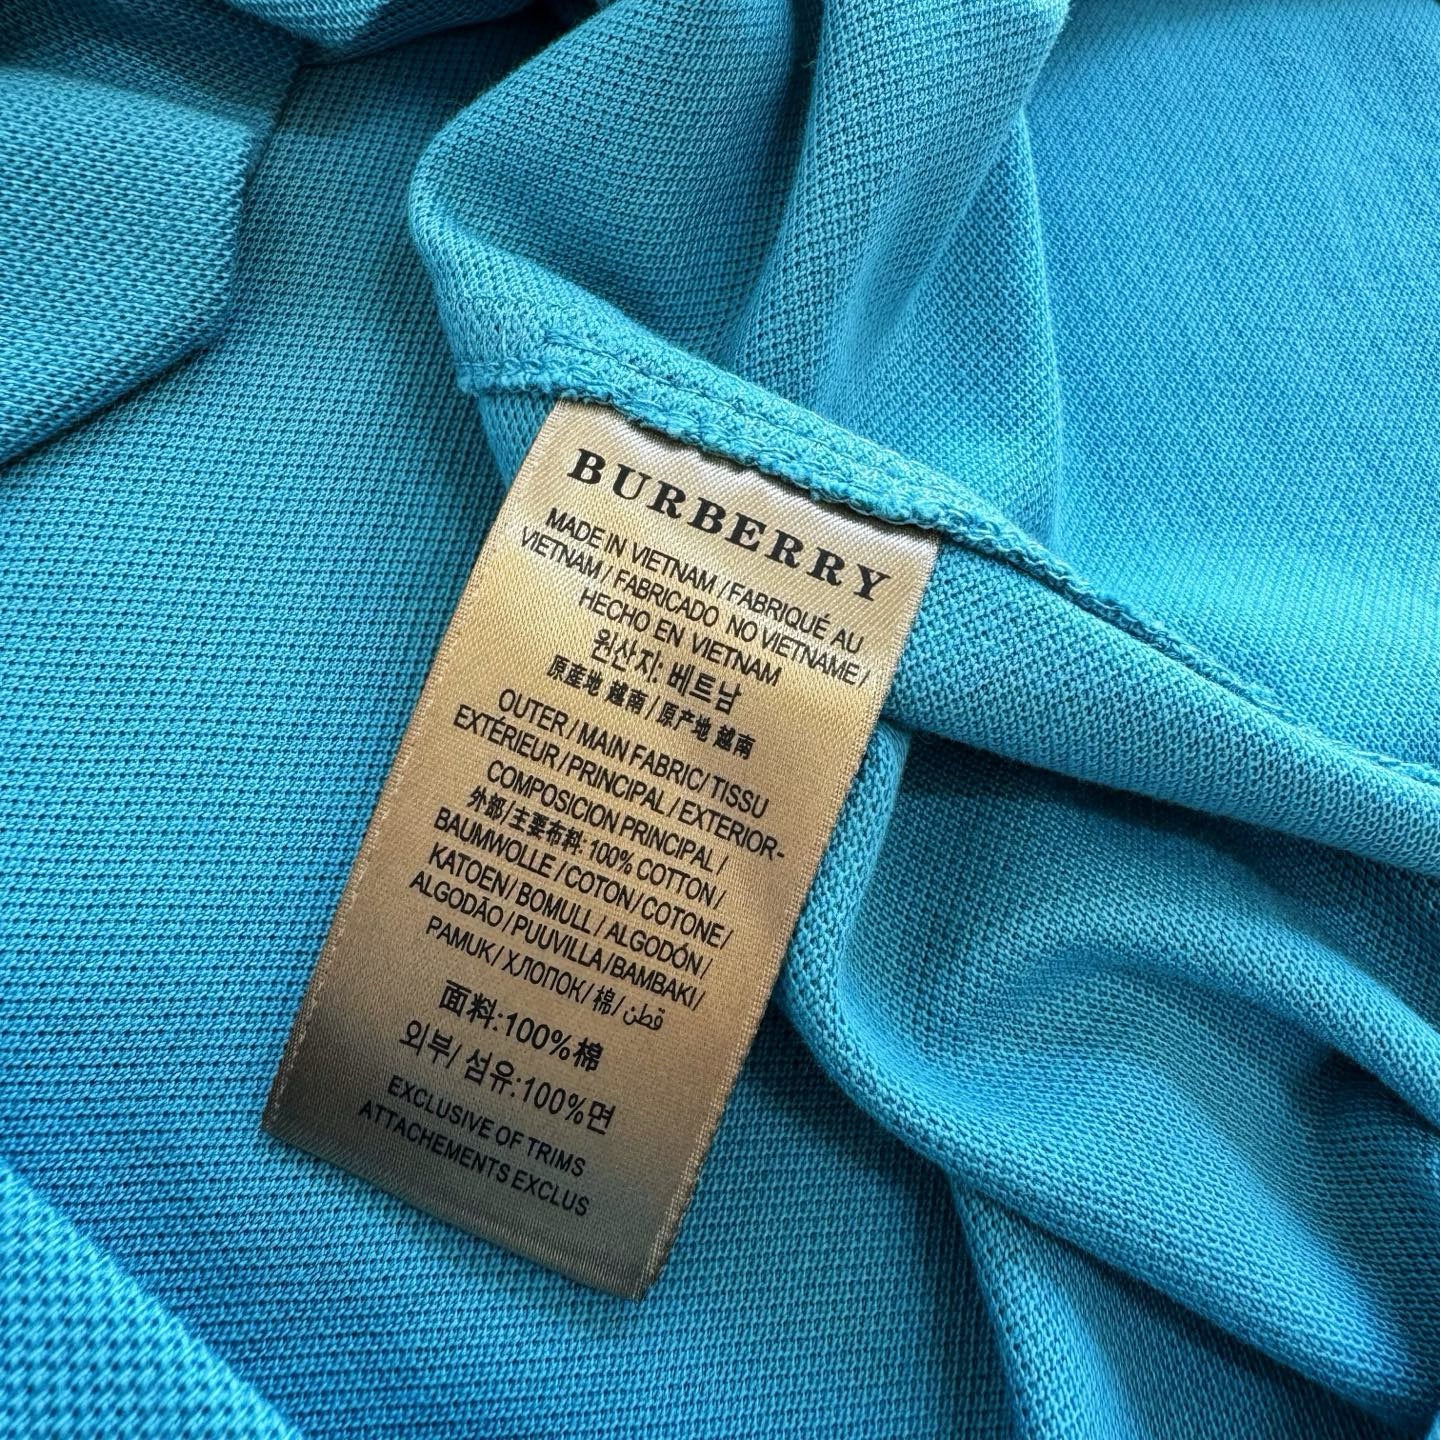 BURBERRY
MADE IN VIETNAM / FABRIQUÉ AU
VIETNAM / FABRICADO NO VIETNAME /
HECHO EN VIETNAM
원산지: 베트남
原産地 越南 / 原产地 越南
OUTER / MAIN FABRIC / TISSU
EXTÉRIEUR / PRINCIPAL / EXTERIOR-
COMPOSICION PRINCIPAL /
外部/主要布料: 100% COTTON /
BAUMWOLLE / COTON / COTONE /
KATOEN / BOMULL / ALGODÓN /
ALGODÃO / PUUVILLA / BAMBAKI /
PAMUK / ХЛОПОК / 棉 / قطن
面料:100%棉
외부/ 섬유:100%면
EXCLUSIVE OF TRIMS
ATTACHEMENTS EXCLUS